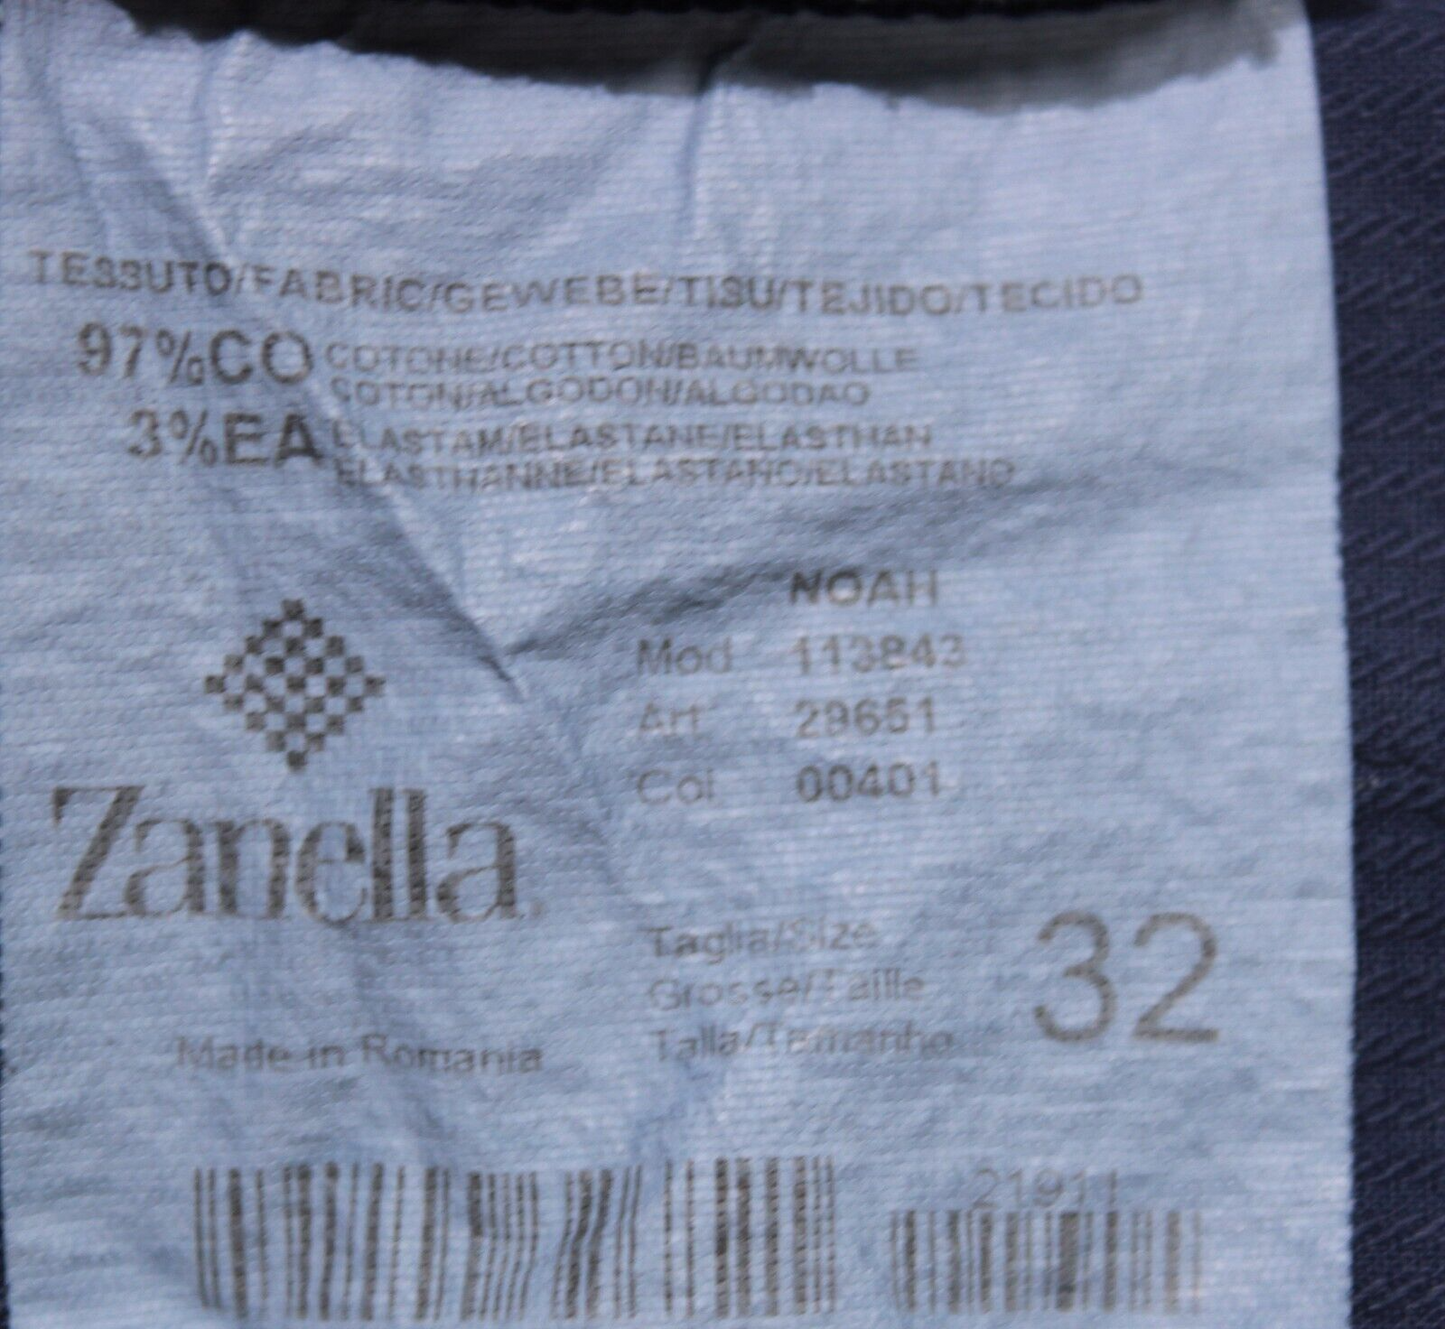 TESSUTO/FABRIC/GEWEBE/TISU/TEJIDO/TECIDO
97%CO COTONE/COTTON/BAUMWOLLE
COTON/ALGODON/ALGODAO
3%EA ELASTAM/ELASTANE/ELASTHAN
ELASTHANNE/ELASTANO/ELASTANO
NOAH
Mod 113843
Art 29651
Col 00401
Zanella
Taglia/Size
Grosse/Taille
Talla/Tamanho
32
Made in Romania
21911